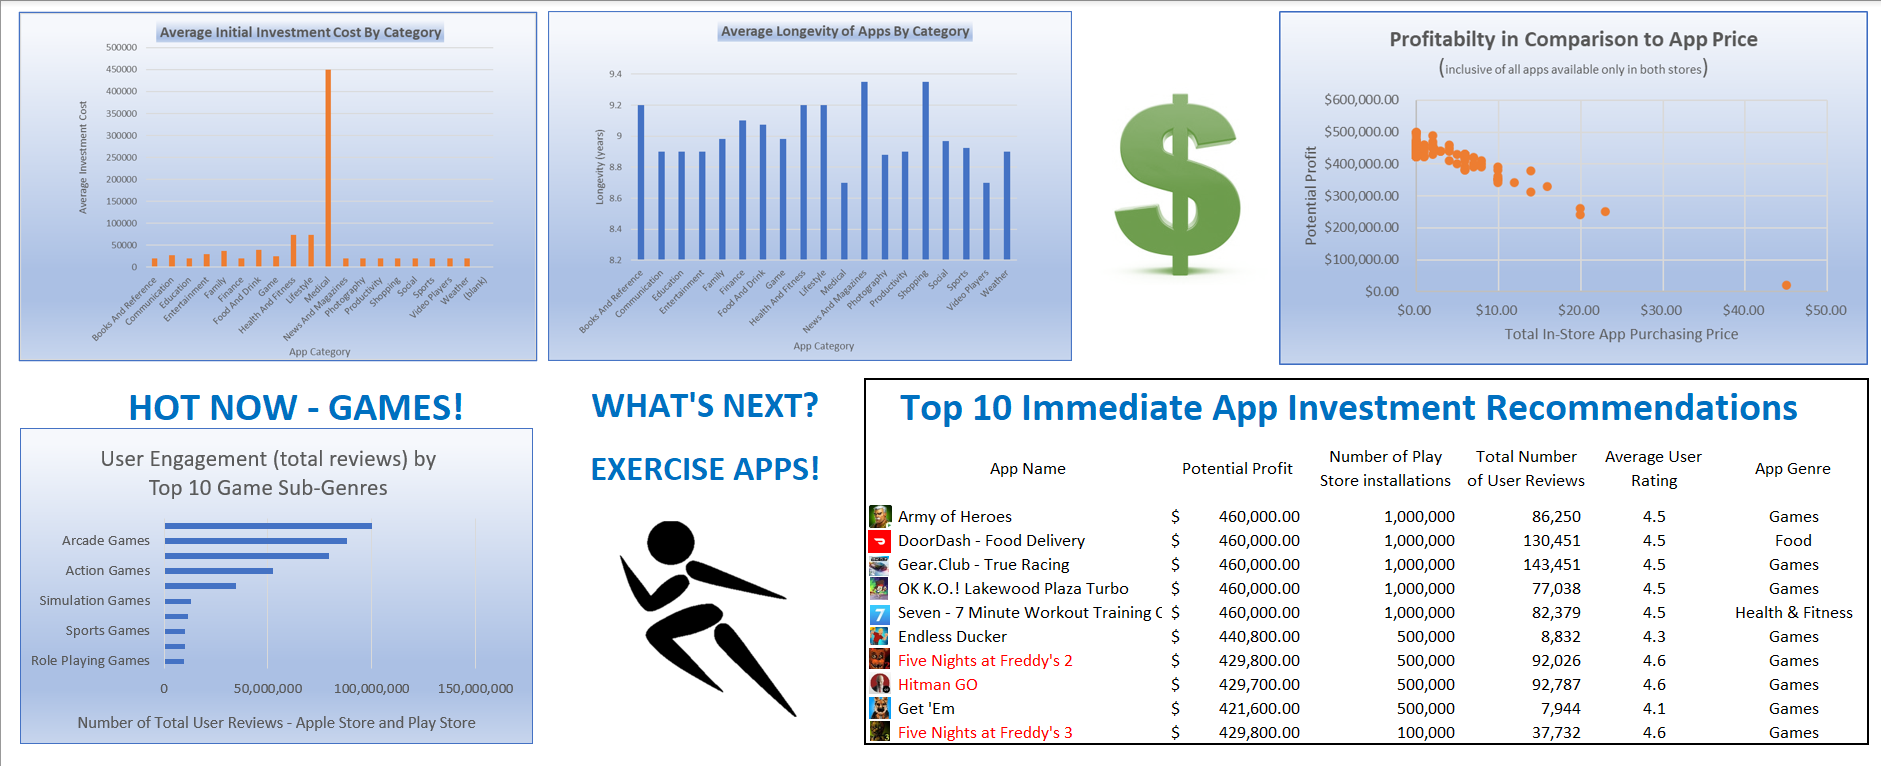 Average Initial Investment Cost By Category
500000
450000
400000
350000
300000
250000
200000
150000
100000
50000
0
Average Investment Cost
Books And Reference
Communication
Education
Entertainment
Family
Finance
Food And Drink
Game
Health And Fitness
Lifestyle
Medical
News And Magazines
Photography
Productivity
Shopping
Social
Sports
Video Players
Weather
(blank)
App Category
Average Longevity of Apps By Category
9.4
9.2
9
8.8
8.6
8.4
8.2
Longevity (years)
Books And Reference
Communication
Education
Entertainment
Family
Finance
Food And Drink
Game
Health And Fitness
Lifestyle
Medical
News And Magazines
Photography
Productivity
Shopping
Social
Sports
Video Players
Weather
App Category
$
Profitabilty in Comparison to App Price
(inclusive of all apps available only in both stores)
$600,000.00
$500,000.00
$400,000.00
$300,000.00
$200,000.00
$100,000.00
$0.00
Potential Profit
$0.00 $10.00 $20.00 $30.00 $40.00 $50.00
Total In-Store App Purchasing Price
HOT NOW - GAMES!
User Engagement (total reviews) by
Top 10 Game Sub-Genres
Arcade Games
Action Games
Simulation Games
Sports Games
Role Playing Games
0 50,000,000 100,000,000 150,000,000
Number of Total User Reviews - Apple Store and Play Store
WHAT'S NEXT?
EXERCISE APPS!
Top 10 Immediate App Investment Recommendations
App Name Potential Profit Number of Play Store installations Total Number of User Reviews Average User Rating App Genre
Army of Heroes $ 460,000.00 1,000,000 86,250 4.5 Games
DoorDash - Food Delivery $ 460,000.00 1,000,000 130,451 4.5 Food
Gear.Club - True Racing $ 460,000.00 1,000,000 143,451 4.5 Games
OK K.O.! Lakewood Plaza Turbo $ 460,000.00 1,000,000 77,038 4.5 Games
7 Seven - 7 Minute Workout Training C $ 460,000.00 1,000,000 82,379 4.5 Health & Fitness
Endless Ducker $ 440,800.00 500,000 8,832 4.3 Games
Five Nights at Freddy's 2 $ 429,800.00 500,000 92,026 4.6 Games
Hitman GO $ 429,700.00 500,000 92,787 4.6 Games
Get 'Em $ 421,600.00 500,000 7,944 4.1 Games
Five Nights at Freddy's 3 $ 429,800.00 100,000 37,732 4.6 Games